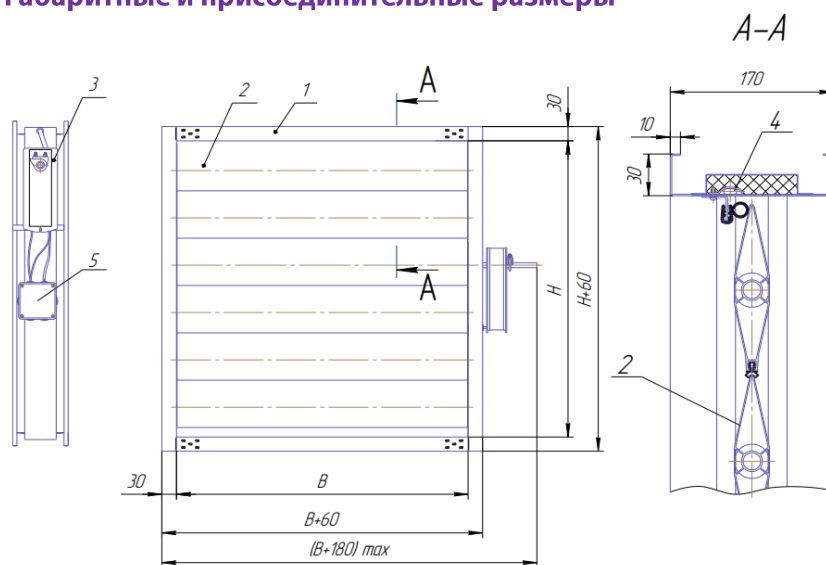 Габаритные и присоединительные размеры
А-А
3
2
1
А
30
170
10
4
30
5
А
H
H+60
2
30
B
B+60
(B+180) max